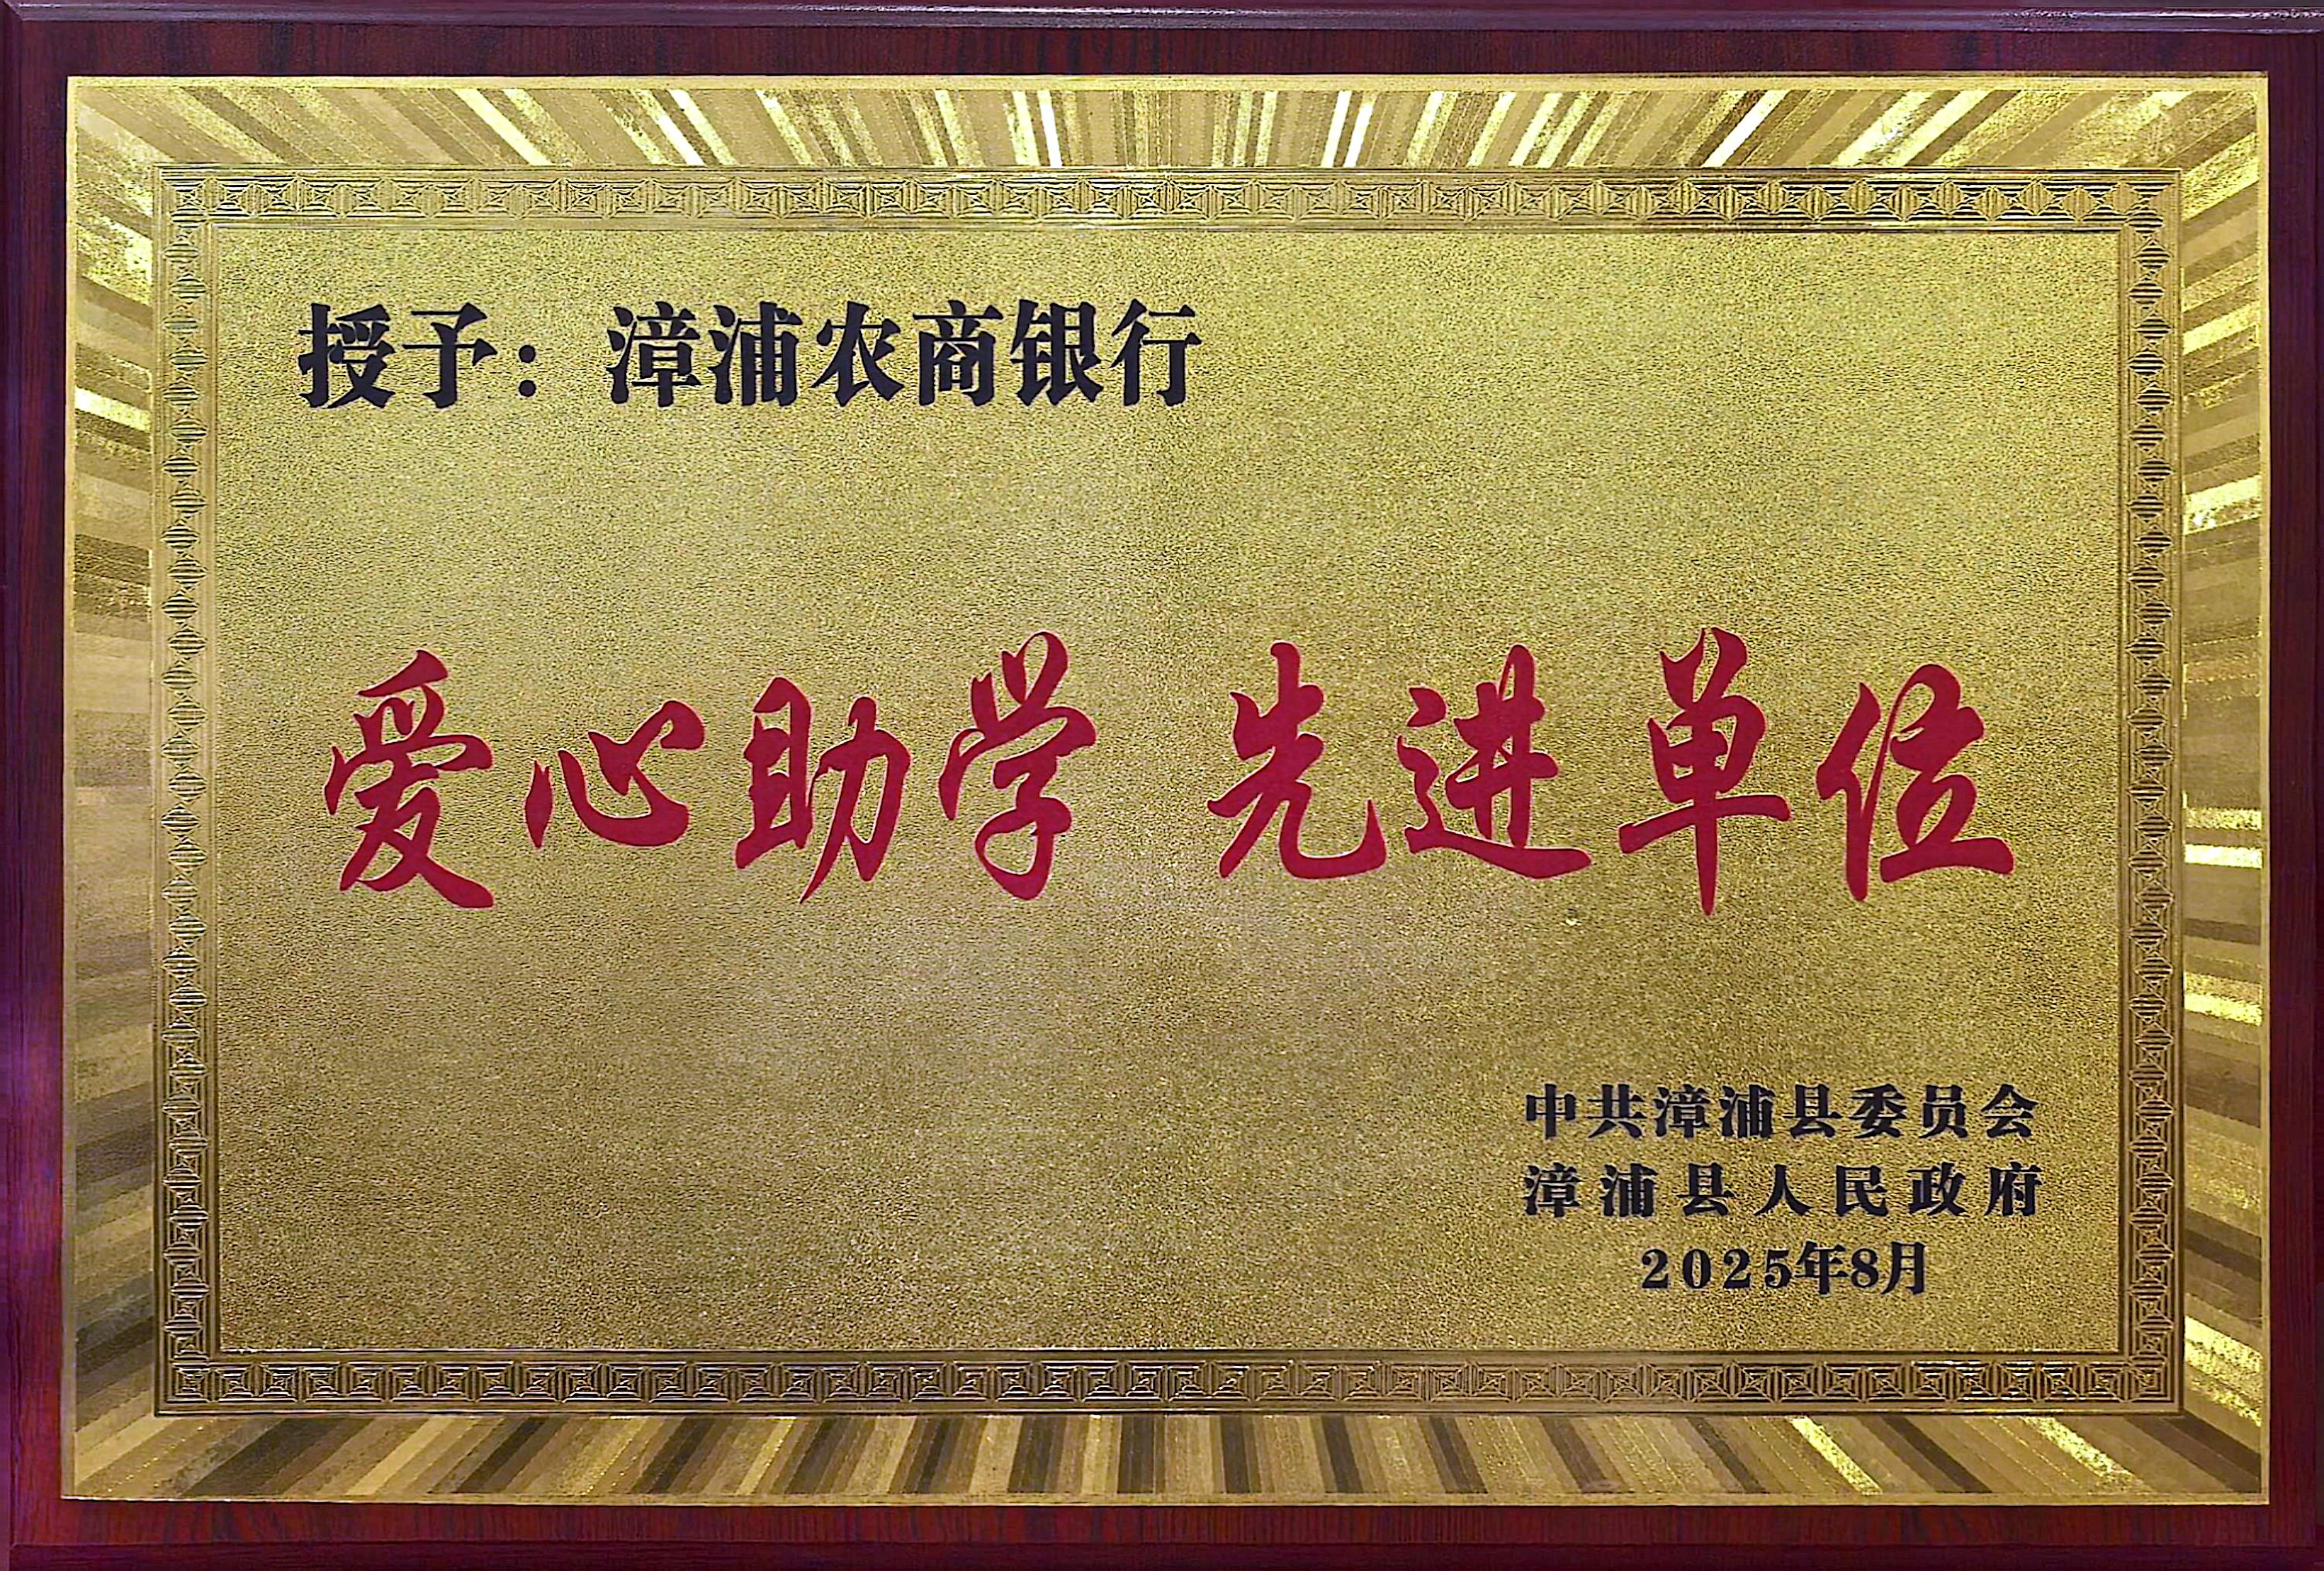 授予：漳浦农商银行
爱心助学 先进单位
中共漳浦县委员会
漳浦县人民政府
2025年8月